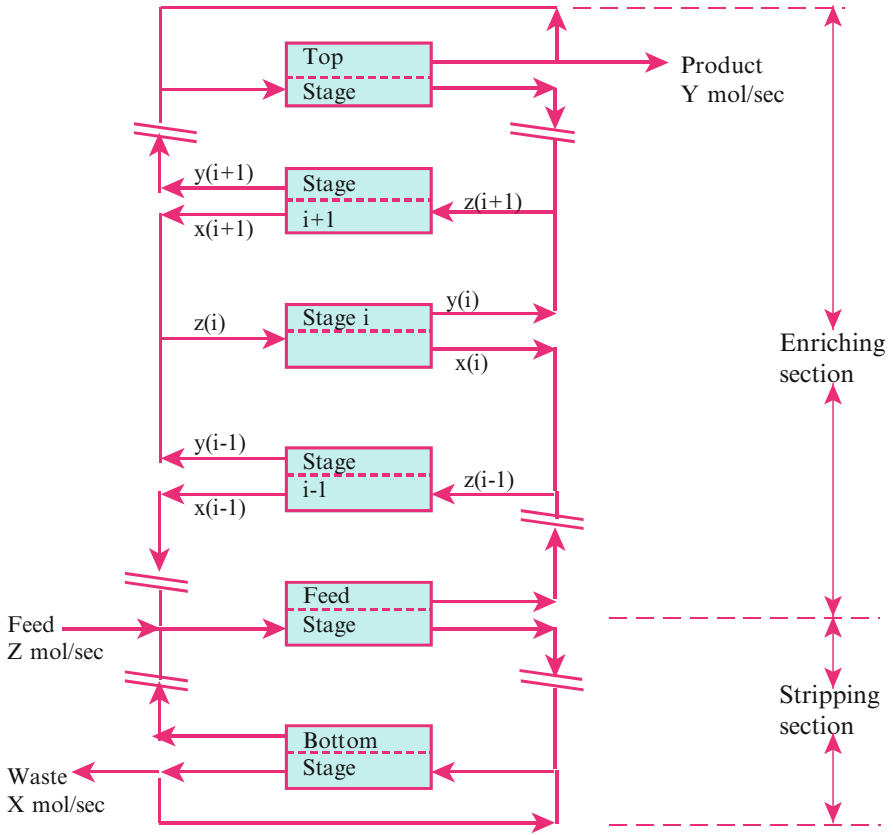 Top
Stage
Product
Y mol/sec
y(i+1)
Stage
z(i+1)
x(i+1)
i+1
y(i)
z(i)
Stage i
x(i)
Enriching
section
y(i-1)
Stage
z(i-1)
x(i-1)
i-1
Feed
Stage
Feed
Z mol/sec
Stripping
section
Bottom
Stage
Waste
X mol/sec